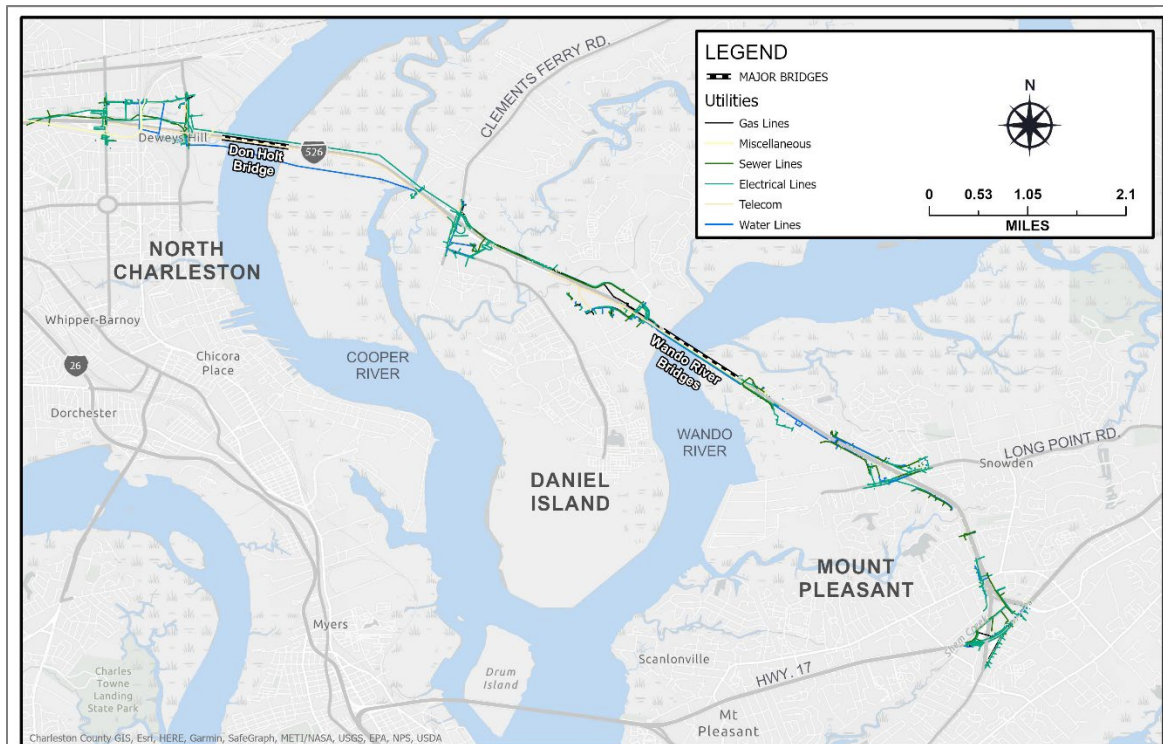 LEGEND
MAJOR BRIDGES
Utilities
Gas Lines
Miscellaneous
Sewer Lines
Electrical Lines
Telecom
Water Lines
N
0 0.53 1.05 2.1
MILES
CLEMENTS FERRY RD.
Deweys Hill
Don Holt
Bridge
526
NORTH
CHARLESTON
Whipper-Barnoy
Chicora
Place
26
Dorchester
COOPER
RIVER
Wando River
Bridges
WANDO
RIVER
DANIEL
ISLAND
LONG POINT RD.
Snowden
MOUNT
PLEASANT
Shem Creek
Myers
Scanlonville
HWY. 17
Drum
Island
Charles
Towne
Landing
State Park
Mt
Pleasant
Charleston County GIS, Esri, HERE, Garmin, SafeGraph, METI/NASA, USGS, EPA, NPS, USDA